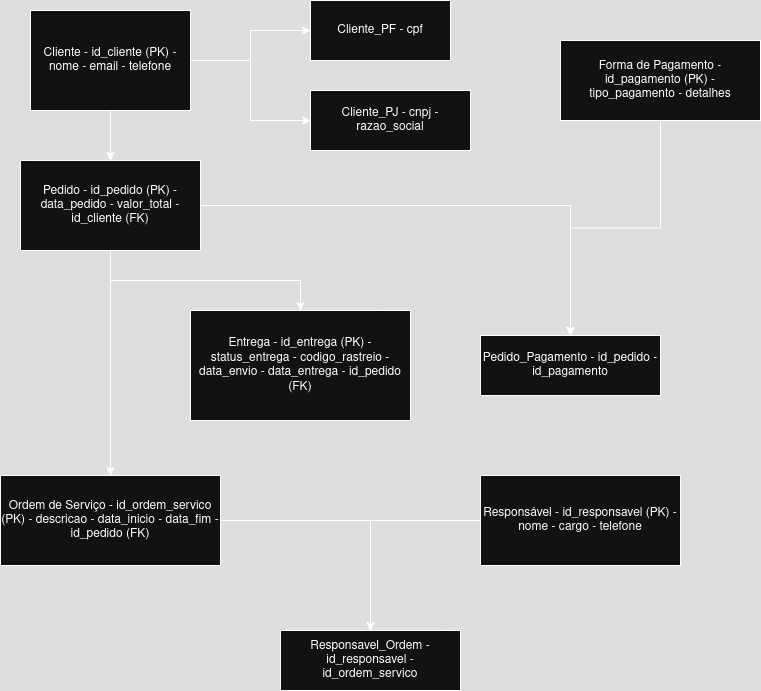 Cliente - id_cliente (PK) -
nome - email - telefone
Cliente_PF - cpf
Cliente_PJ - cnpj -
razao_social
Forma de Pagamento -
id_pagamento (PK) -
tipo_pagamento - detalhes
Pedido - id_pedido (PK) -
data_pedido - valor_total -
id_cliente (FK)
Entrega - id_entrega (PK) -
status_entrega - codigo_rastreio -
data_envio - data_entrega - id_pedido
(FK)
Pedido_Pagamento - id_pedido -
id_pagamento
Ordem de Serviço - id_ordem_servico
(PK) - descricao - data_inicio - data_fim -
id_pedido (FK)
Responsável - id_responsavel (PK) -
nome - cargo - telefone
Responsavel_Ordem -
id_responsavel -
id_ordem_servico